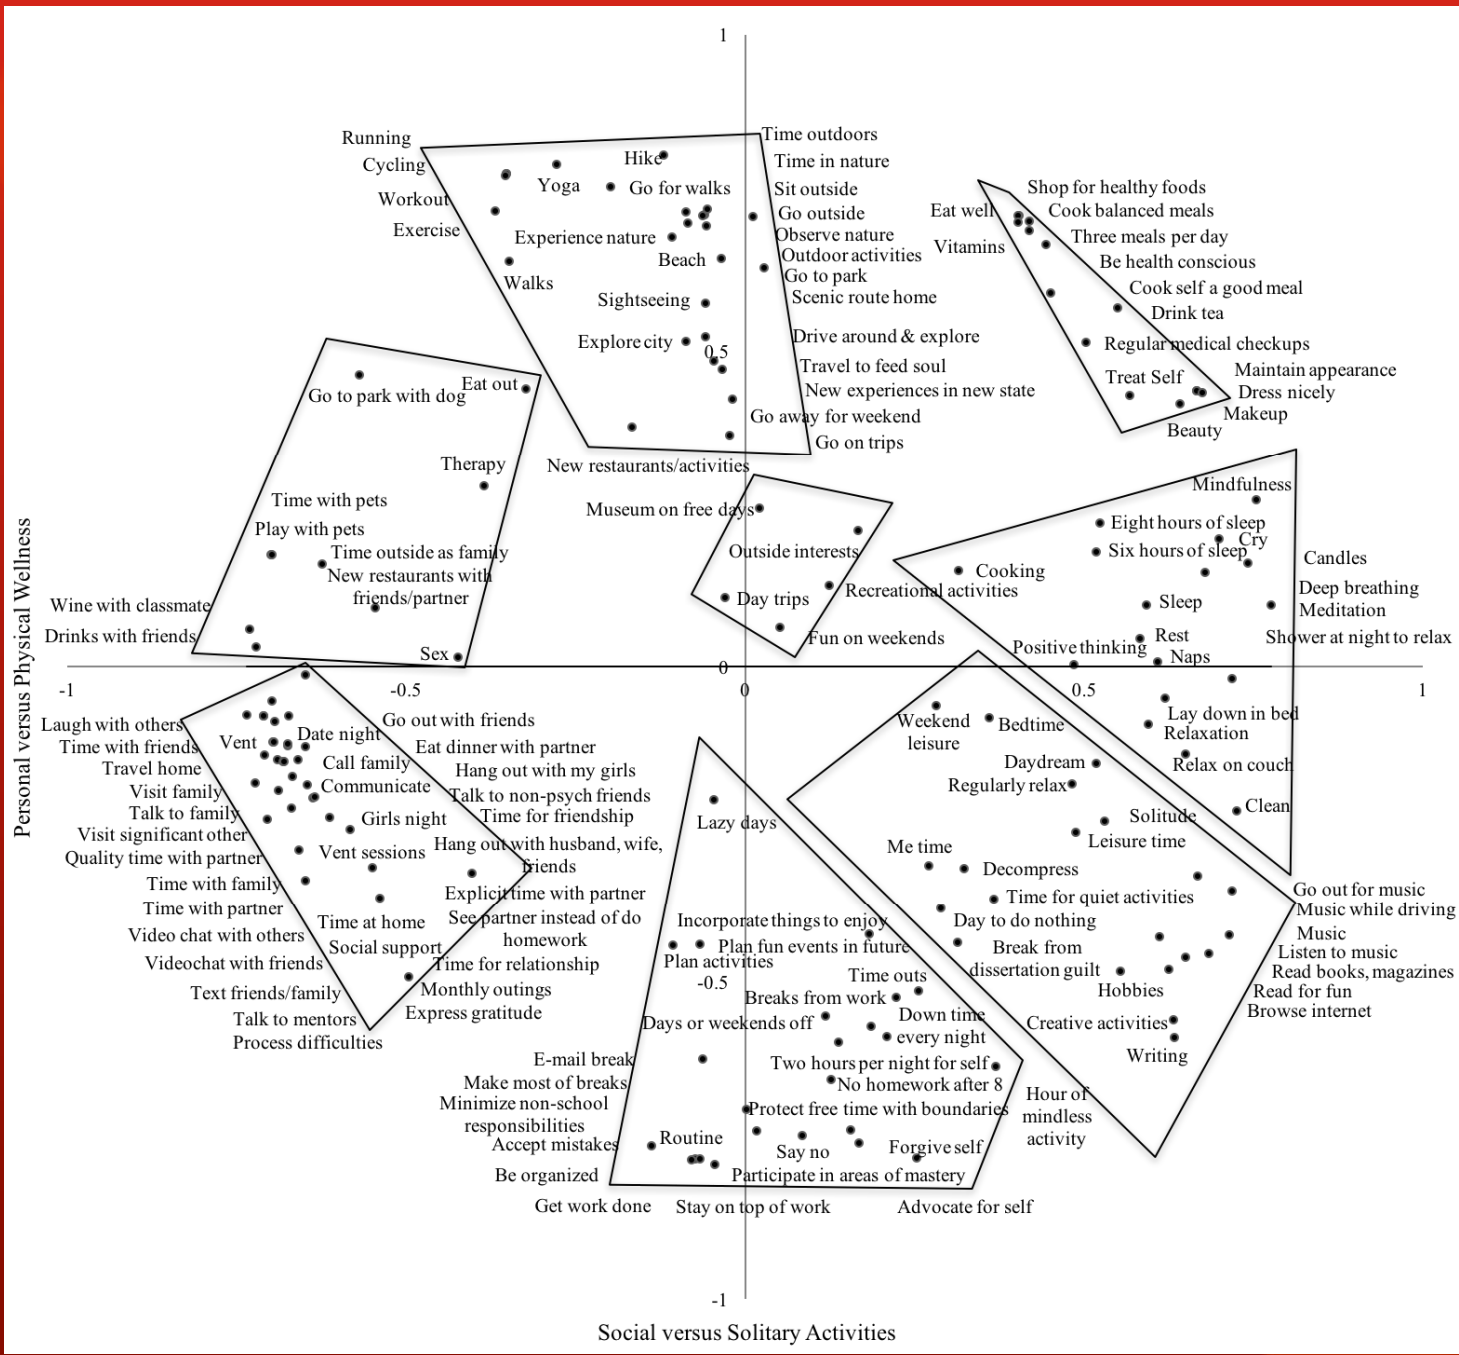 1
Running
Cycling
Workout
Exercise
Hike
Yoga
Go for walks
Experience nature
Beach
Walks
Sightseeing
Explore city
0.5
Time outdoors
Time in nature
Sit outside
Go outside
Observe nature
Outdoor activities
Go to park
Scenic route home
Drive around & explore
Travel to feed soul
New experiences in new state
Go away for weekend
Go on trips
New restaurants/activities
Eat well
Vitamins
Shop for healthy foods
Cook balanced meals
Three meals per day
Be health conscious
Cook self a good meal
Drink tea
Regular medical checkups
Treat Self
Maintain appearance
Dress nicely
Makeup
Beauty
Go to park with dog
Eat out
Therapy
Time with pets
Play with pets
Time outside as family
New restaurants with
friends/partner
Wine with classmate
Drinks with friends
Sex
Museum on free days
Outside interests
Day trips
Recreational activities
Fun on weekends
Mindfulness
Eight hours of sleep
Cry
Six hours of sleep
Cooking
Candles
Deep breathing
Meditation
Sleep
Shower at night to relax
Rest
Positive thinking
Naps
Lay down in bed
Relaxation
Relax on couch
Clean
-1
-0.5
0
0
0.5
1
Personal versus Physical Wellness
Laugh with others
Time with friends
Travel home
Visit family
Talk to family
Visit significant other
Quality time with partner
Time with family
Time with partner
Video chat with others
Videochat with friends
Text friends/family
Talk to mentors
Process difficulties
Vent
Date night
Call family
Communicate
Girls night
Vent sessions
Time at home
Social support
Go out with friends
Eat dinner with partner
Hang out with my girls
Talk to non-psych friends
Time for friendship
Hang out with husband, wife,
friends
Explicit time with partner
See partner instead of do
homework
Time for relationship
Monthly outings
Express gratitude
Weekend
leisure
Bedtime
Daydream
Regularly relax
Solitude
Leisure time
Me time
Decompress
Time for quiet activities
Day to do nothing
Break from
dissertation guilt
Hobbies
Creative activities
Writing
Go out for music
Music while driving
Music
Listen to music
Read books, magazines
Read for fun
Browse internet
Hour of
mindless
activity
Lazy days
Incorporate things to enjoy
Plan fun events in future
Plan activities
-0.5
Time outs
Breaks from work
Days or weekends off
Down time
every night
Two hours per night for self
No homework after 8
Protect free time with boundaries
E-mail break
Make most of breaks
Minimize non-school
responsibilities
Accept mistakes
Be organized
Get work done
Routine
Say no
Forgive self
Participate in areas of mastery
Stay on top of work
Advocate for self
-1
Social versus Solitary Activities